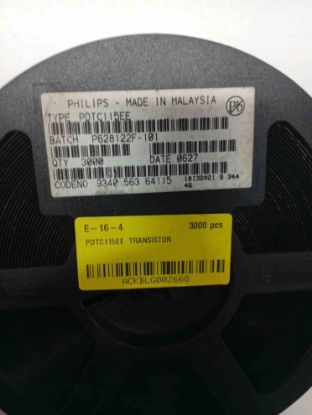 PHILIPS - MADE IN MALAYSIA
TYPE PDTC115EE
BATCH P628122F-101
QTY 3000 DATE 0627
CODENO 9340 563 64115
E-16-4 3000 pcs
PDTC115EE TRANSISTOR
ACKBLG002668